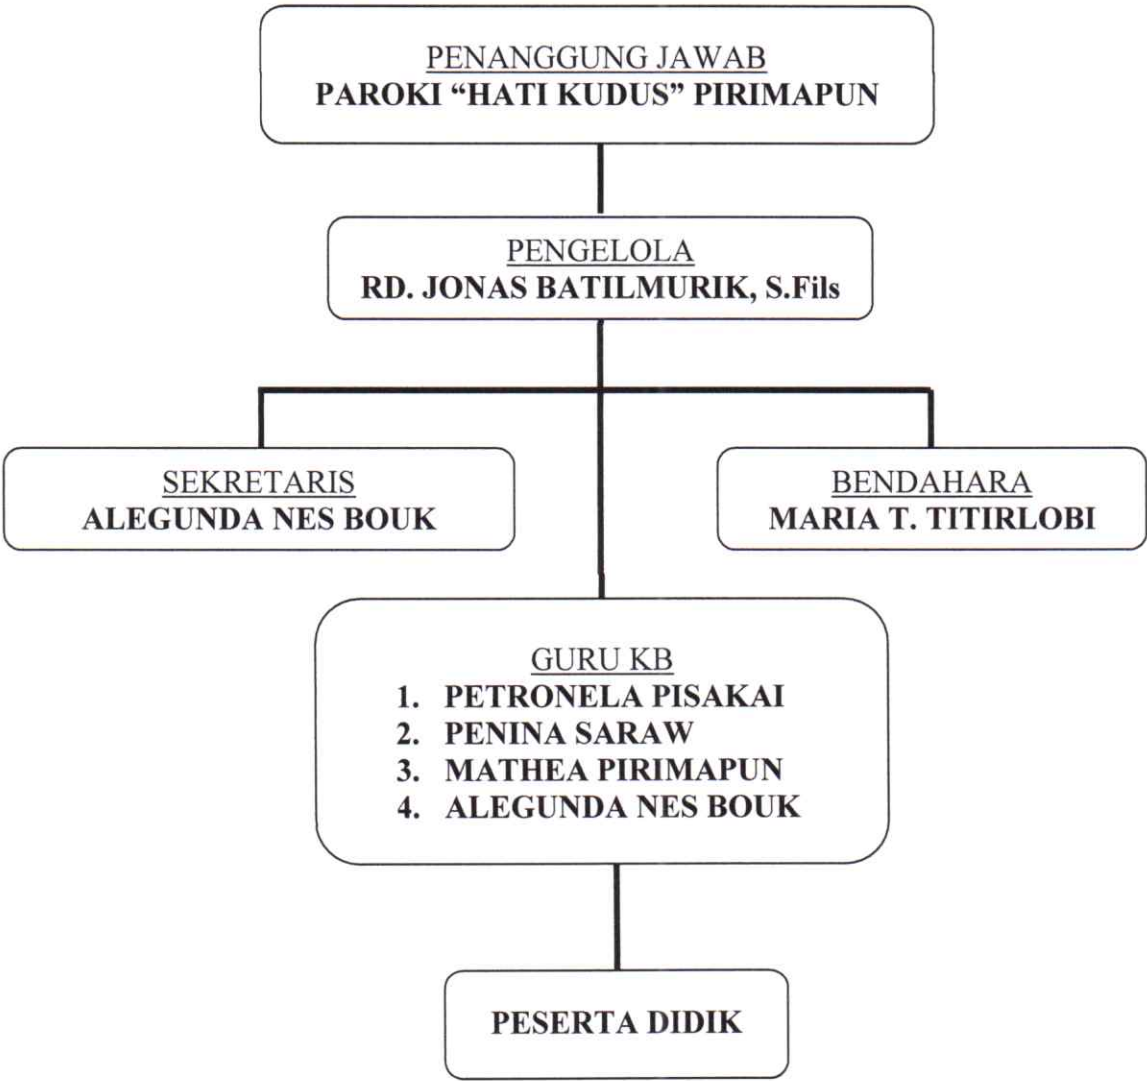 PENANGGUNG JAWAB
PAROKI “HATI KUDUS” PIRIMAPUN
PENGELOLA
RD. JONAS BATILMURIK, S.Fils
SEKRETARIS
ALEGUNDA NES BOUK
BENDAHARA
MARIA T. TITIRLOBI
GURU KB
1. PETRONELA PISAKAI
2. PENINA SARAW
3. MATHEA PIRIMAPUN
4. ALEGUNDA NES BOUK
PESERTA DIDIK